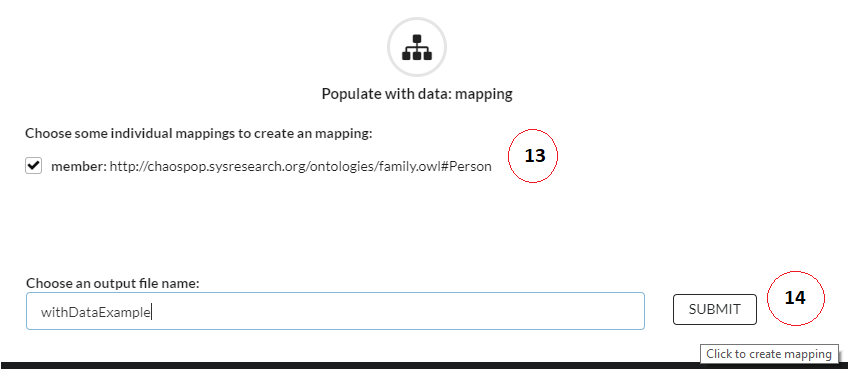 Populate with data: mapping
Choose some individual mappings to create an mapping:
member: http://chaospop.sysresearch.org/ontologies/family.owl#Person
13
Choose an output file name:
withDataExample
SUBMIT
14
Click to create mapping